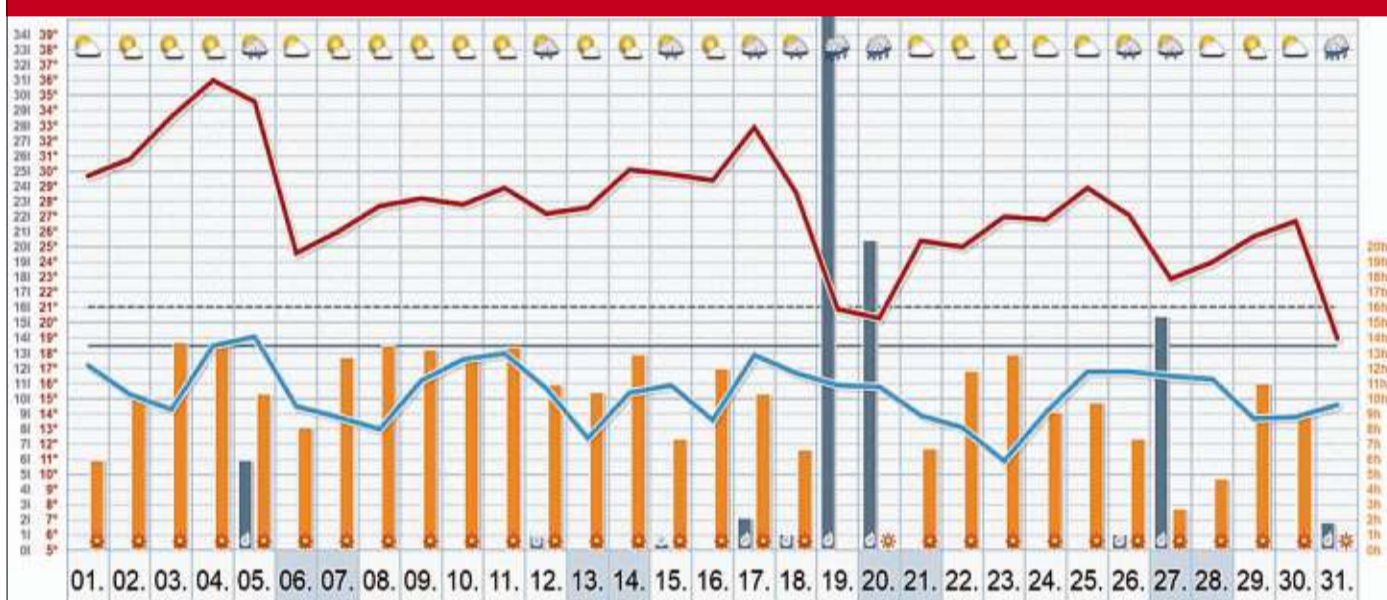 34l 39°
33l 38°
32l 37°
31l 36°
30l 35°
29l 34°
28l 33°
27l 32°
26l 31°
25l 30°
24l 29°
23l 28°
22l 27°
21l 26°
20l 25° 20h
19l 24° 19h
18l 23° 18h
17l 22° 17h
16l 21° 16h
15l 20° 15h
14l 19° 14h
13l 18° 13h
12l 17° 12h
11l 16° 11h
10l 15° 10h
9l 14° 9h
8l 13° 8h
7l 12° 7h
6l 11° 6h
5l 10° 5h
4l 9° 4h
3l 8° 3h
2l 7° 2h
1l 6° 1h
0l 5° 0h
01. 02. 03. 04. 05. 06. 07. 08. 09. 10. 11. 12. 13. 14. 15. 16. 17. 18. 19. 20. 21. 22. 23. 24. 25. 26. 27. 28. 29. 30. 31.